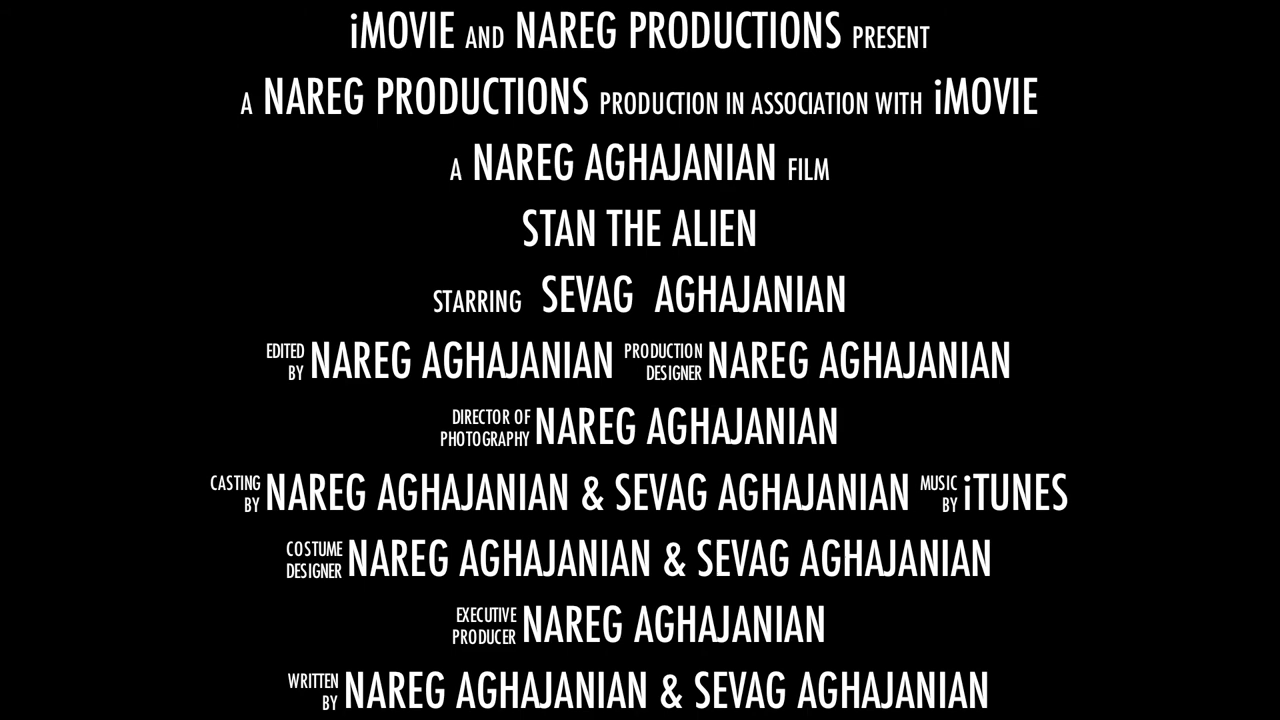 iMOVIE AND NAREG PRODUCTIONS PRESENT
A NAREG PRODUCTIONS PRODUCTION IN ASSOCIATION WITH iMOVIE
A NAREG AGHAJANIAN FILM
STAN THE ALIEN
STARRING SEVAG AGHAJANIAN
EDITED BY NAREG AGHAJANIAN PRODUCTION DESIGNER NAREG AGHAJANIAN
DIRECTOR OF PHOTOGRAPHY NAREG AGHAJANIAN
CASTING BY NAREG AGHAJANIAN & SEVAG AGHAJANIAN MUSIC BY iTUNES
COSTUME DESIGNER NAREG AGHAJANIAN & SEVAG AGHAJANIAN
EXECUTIVE PRODUCER NAREG AGHAJANIAN
WRITTEN BY NAREG AGHAJANIAN & SEVAG AGHAJANIAN